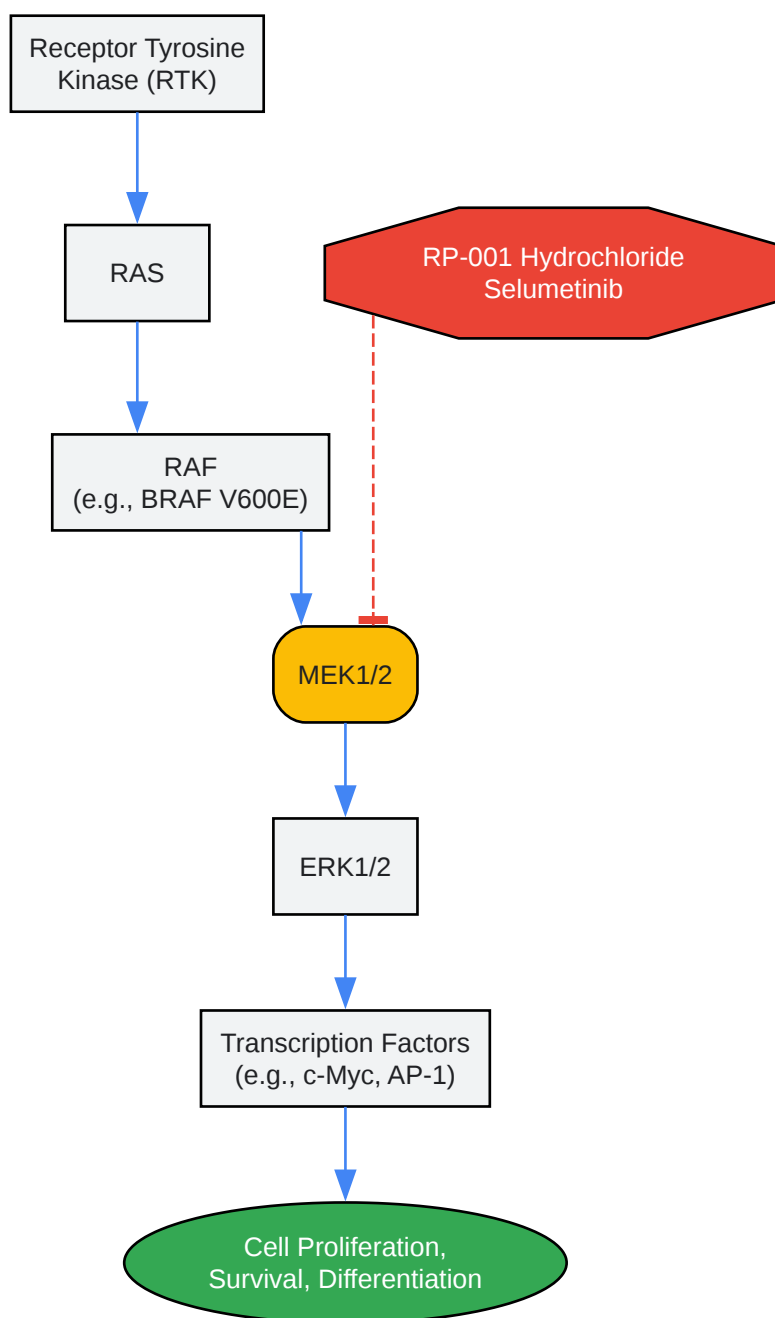 Receptor Tyrosine
Kinase (RTK)
RAS
RP-001 Hydrochloride
Selumetinib
RAF
(e.g., BRAF V600E)
MEK1/2
ERK1/2
Transcription Factors
(e.g., c-Myc, AP-1)
Cell Proliferation,
Survival, Differentiation